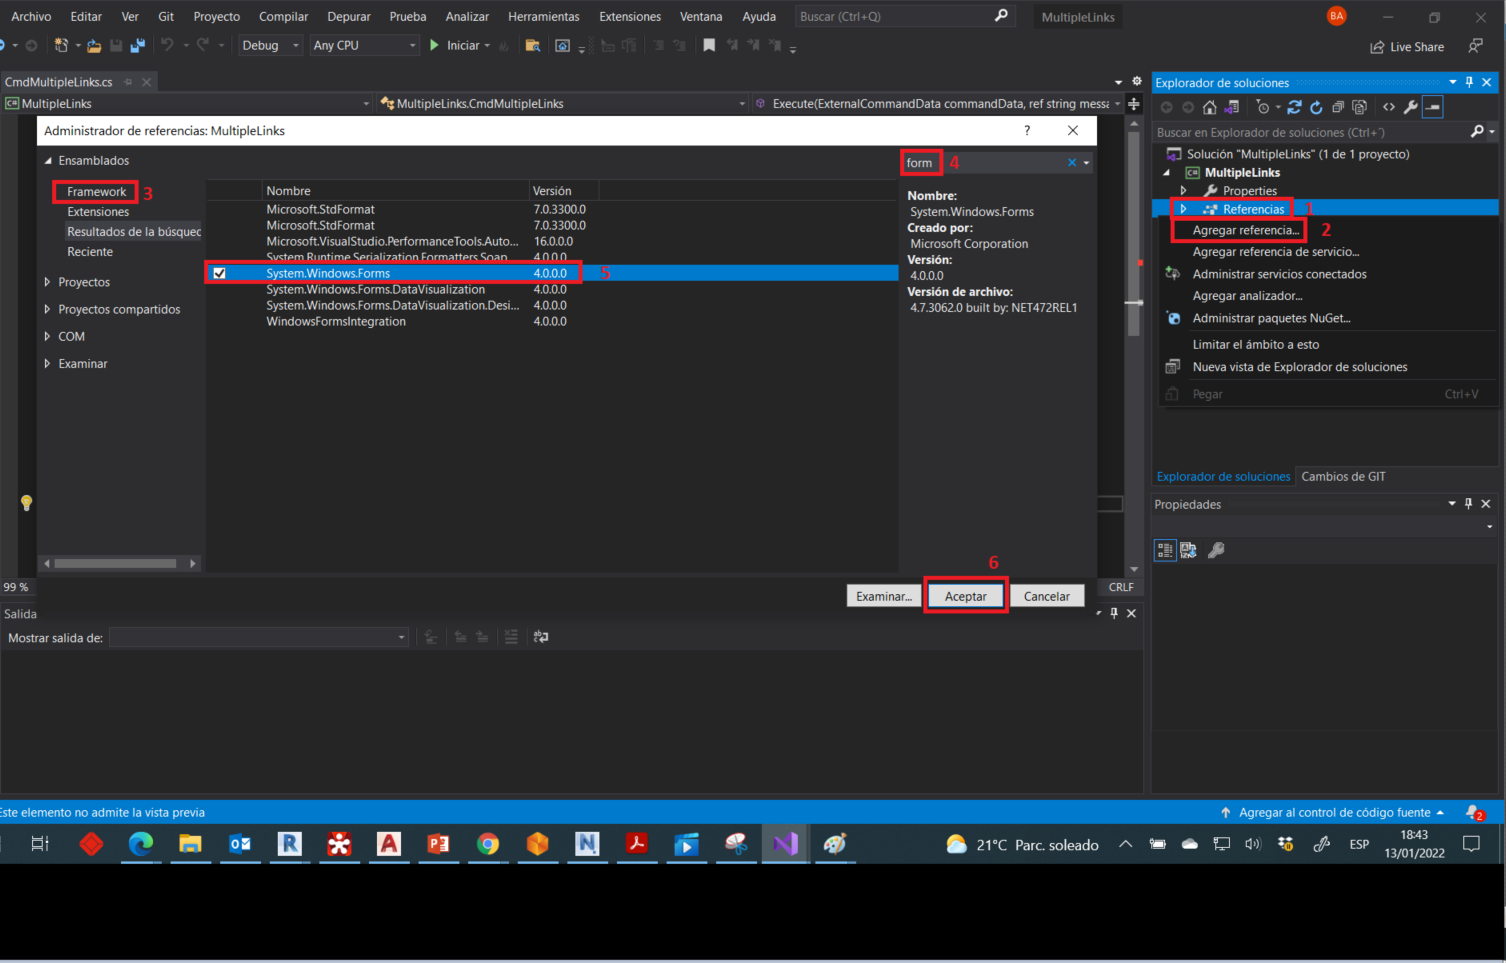 Archivo Editar Ver Git Proyecto Compilar Depurar Prueba Analizar Herramientas Extensiones Ventana Ayuda Buscar (Ctrl+Q) MultipleLinks BA
Debug Any CPU Iniciar Live Share
CmdMultipleLinks.cs
C# MultipleLinks MultipleLinks.CmdMultipleLinks Execute(ExternalCommandData commandData, ref string messa
Administrador de referencias: MultipleLinks ?
Ensamblados
Framework 3
Extensiones
Resultados de la búsqued
Reciente
Proyectos
Proyectos compartidos
COM
Examinar
form 4
Nombre Versión
Microsoft.StdFormat 7.0.3300.0
Microsoft.StdFormat 7.0.3300.0
Microsoft.VisualStudio.PerformanceTools.Auto... 16.0.0.0
System.Runtime.Serialization.Formatters.Soap 4.0.0.0
System.Windows.Forms 4.0.0.0 5
System.Windows.Forms.DataVisualization 4.0.0.0
System.Windows.Forms.DataVisualization.Desi... 4.0.0.0
WindowsFormsIntegration 4.0.0.0
Nombre:
System.Windows.Forms
Creado por:
Microsoft Corporation
Versión:
4.0.0.0
Versión de archivo:
4.7.3062.0 built by: NET472REL1
6
Examinar... Aceptar Cancelar
99 % CRLF
Explorador de soluciones
Buscar en Explorador de soluciones (Ctrl+´)
Solución "MultipleLinks" (1 de 1 proyecto)
C# MultipleLinks
Properties
Referencias 1
Agregar referencia... 2
Agregar referencia de servicio...
Administrar servicios conectados
Agregar analizador...
Administrar paquetes NuGet...
Limitar el ámbito a esto
Nueva vista de Explorador de soluciones
Pegar Ctrl+V
Explorador de soluciones Cambios de GIT
Propiedades
Salida
Mostrar salida de:
Este elemento no admite la vista previa
Agregar al control de código fuente 2
21°C Parc. soleado ESP 18:43
13/01/2022